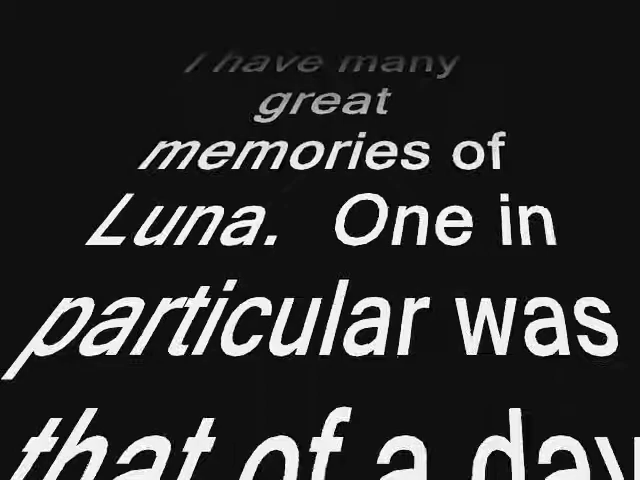 I have many
great
memories of
Luna. One in
particular was
that of a day